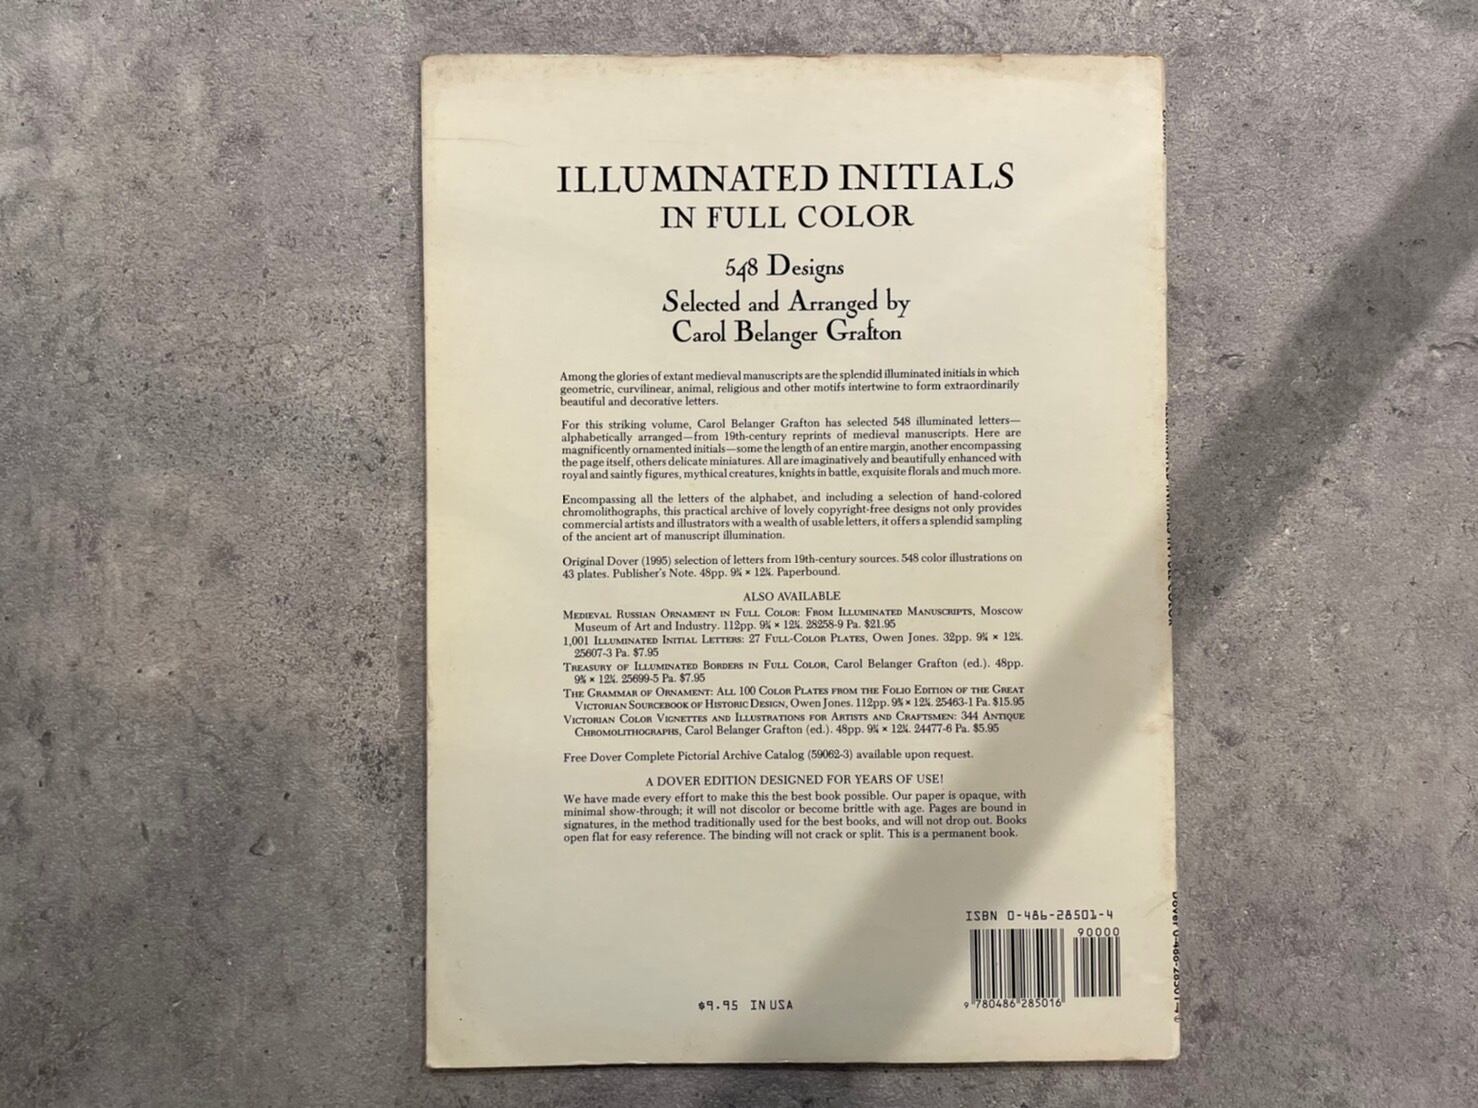 ILLUMINATED INITIALS
IN FULL COLOR
548 Designs
Selected and Arranged by
Carol Belanger Grafton
Among the glories of extant medieval manuscripts are the splendid illuminated initials in which
geometric, curvilinear, animal, religious and other motifs intertwine to form extraordinarily
beautiful and decorative letters.
For this striking volume, Carol Belanger Grafton has selected 548 illuminated letters—
alphabetically arranged—from 19th-century reprints of medieval manuscripts. Here are
magnificently ornamented initials—some the length of an entire margin, another encompassing
the page itself, others delicate miniatures. All are imaginatively and beautifully enhanced with
royal and saintly figures, mythical creatures, knights in battle, exquisite florals and much more.
Encompassing all the letters of the alphabet, and including a selection of hand-colored
chromolithographs, this practical archive of lovely copyright-free designs not only provides
commercial artists and illustrators with a wealth of usable letters, it offers a splendid sampling
of the ancient art of manuscript illumination.
Original Dover (1995) selection of letters from 19th-century sources. 548 color illustrations on
43 plates. Publisher's Note. 48pp. 9⅜ × 12¼. Paperbound.
ALSO AVAILABLE
MEDIEVAL RUSSIAN ORNAMENT IN FULL COLOR: FROM ILLUMINATED MANUSCRIPTS, Moscow
Museum of Art and Industry. 112pp. 9⅜ × 12¼. 28258-9 Pa. $21.95
1,001 ILLUMINATED INITIAL LETTERS: 27 FULL-COLOR PLATES, Owen Jones. 32pp. 9⅜ × 12¼.
25607-3 Pa. $7.95
TREASURY OF ILLUMINATED BORDERS IN FULL COLOR, Carol Belanger Grafton (ed.). 48pp.
9⅜ × 12¼. 25699-5 Pa. $7.95
THE GRAMMAR OF ORNAMENT: ALL 100 COLOR PLATES FROM THE FOLIO EDITION OF THE GREAT
VICTORIAN SOURCEBOOK OF HISTORIC DESIGN, Owen Jones. 112pp. 9⅜ × 12¼. 25463-1 Pa. $15.95
VICTORIAN COLOR VIGNETTES AND ILLUSTRATIONS FOR ARTISTS AND CRAFTSMEN: 344 ANTIQUE
CHROMOLITHOGRAPHS, Carol Belanger Grafton (ed.). 48pp. 9⅜ × 12¼. 24477-6 Pa. $5.95
Free Dover Complete Pictorial Archive Catalog (59062-3) available upon request.
A DOVER EDITION DESIGNED FOR YEARS OF USE!
We have made every effort to make this the best book possible. Our paper is opaque, with
minimal show-through; it will not discolor or become brittle with age. Pages are bound in
signatures, in the method traditionally used for the best books, and will not drop out. Books
open flat for easy reference. The binding will not crack or split. This is a permanent book.
ISBN 0-486-28501-4
90000
9 780486 285016
$9.95 IN USA